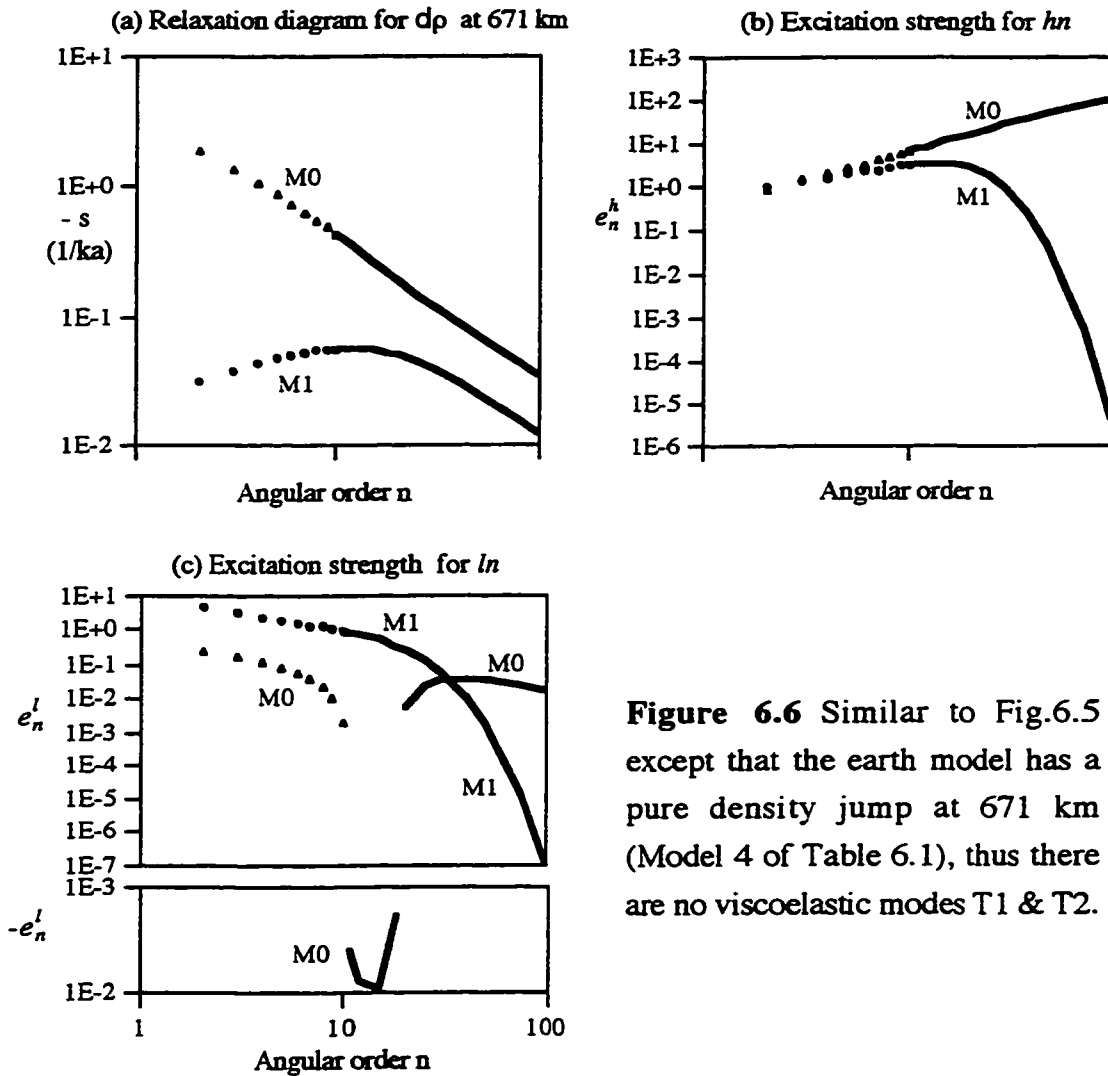 (a) Relaxation diagram for dρ at 671 km
1E+1
1E+0
- s
(1/ka)
1E-1
1E-2
M0
M1
Angular order n
(b) Excitation strength for hn
1E+3
1E+2
1E+1
1E+0
e_n^h
1E-1
1E-2
1E-3
1E-4
1E-5
1E-6
M0
M1
Angular order n
(c) Excitation strength for ln
1E+1
1E+0
1E-1
1E-2
e_n^l
1E-3
1E-4
1E-5
1E-6
1E-7
M1
M0
M0
M1
1E-3
-e_n^l
M0
1E-2
1
10
100
Angular order n
Figure 6.6 Similar to Fig.6.5
except that the earth model has a
pure density jump at 671 km
(Model 4 of Table 6.1), thus there
are no viscoelastic modes T1 & T2.